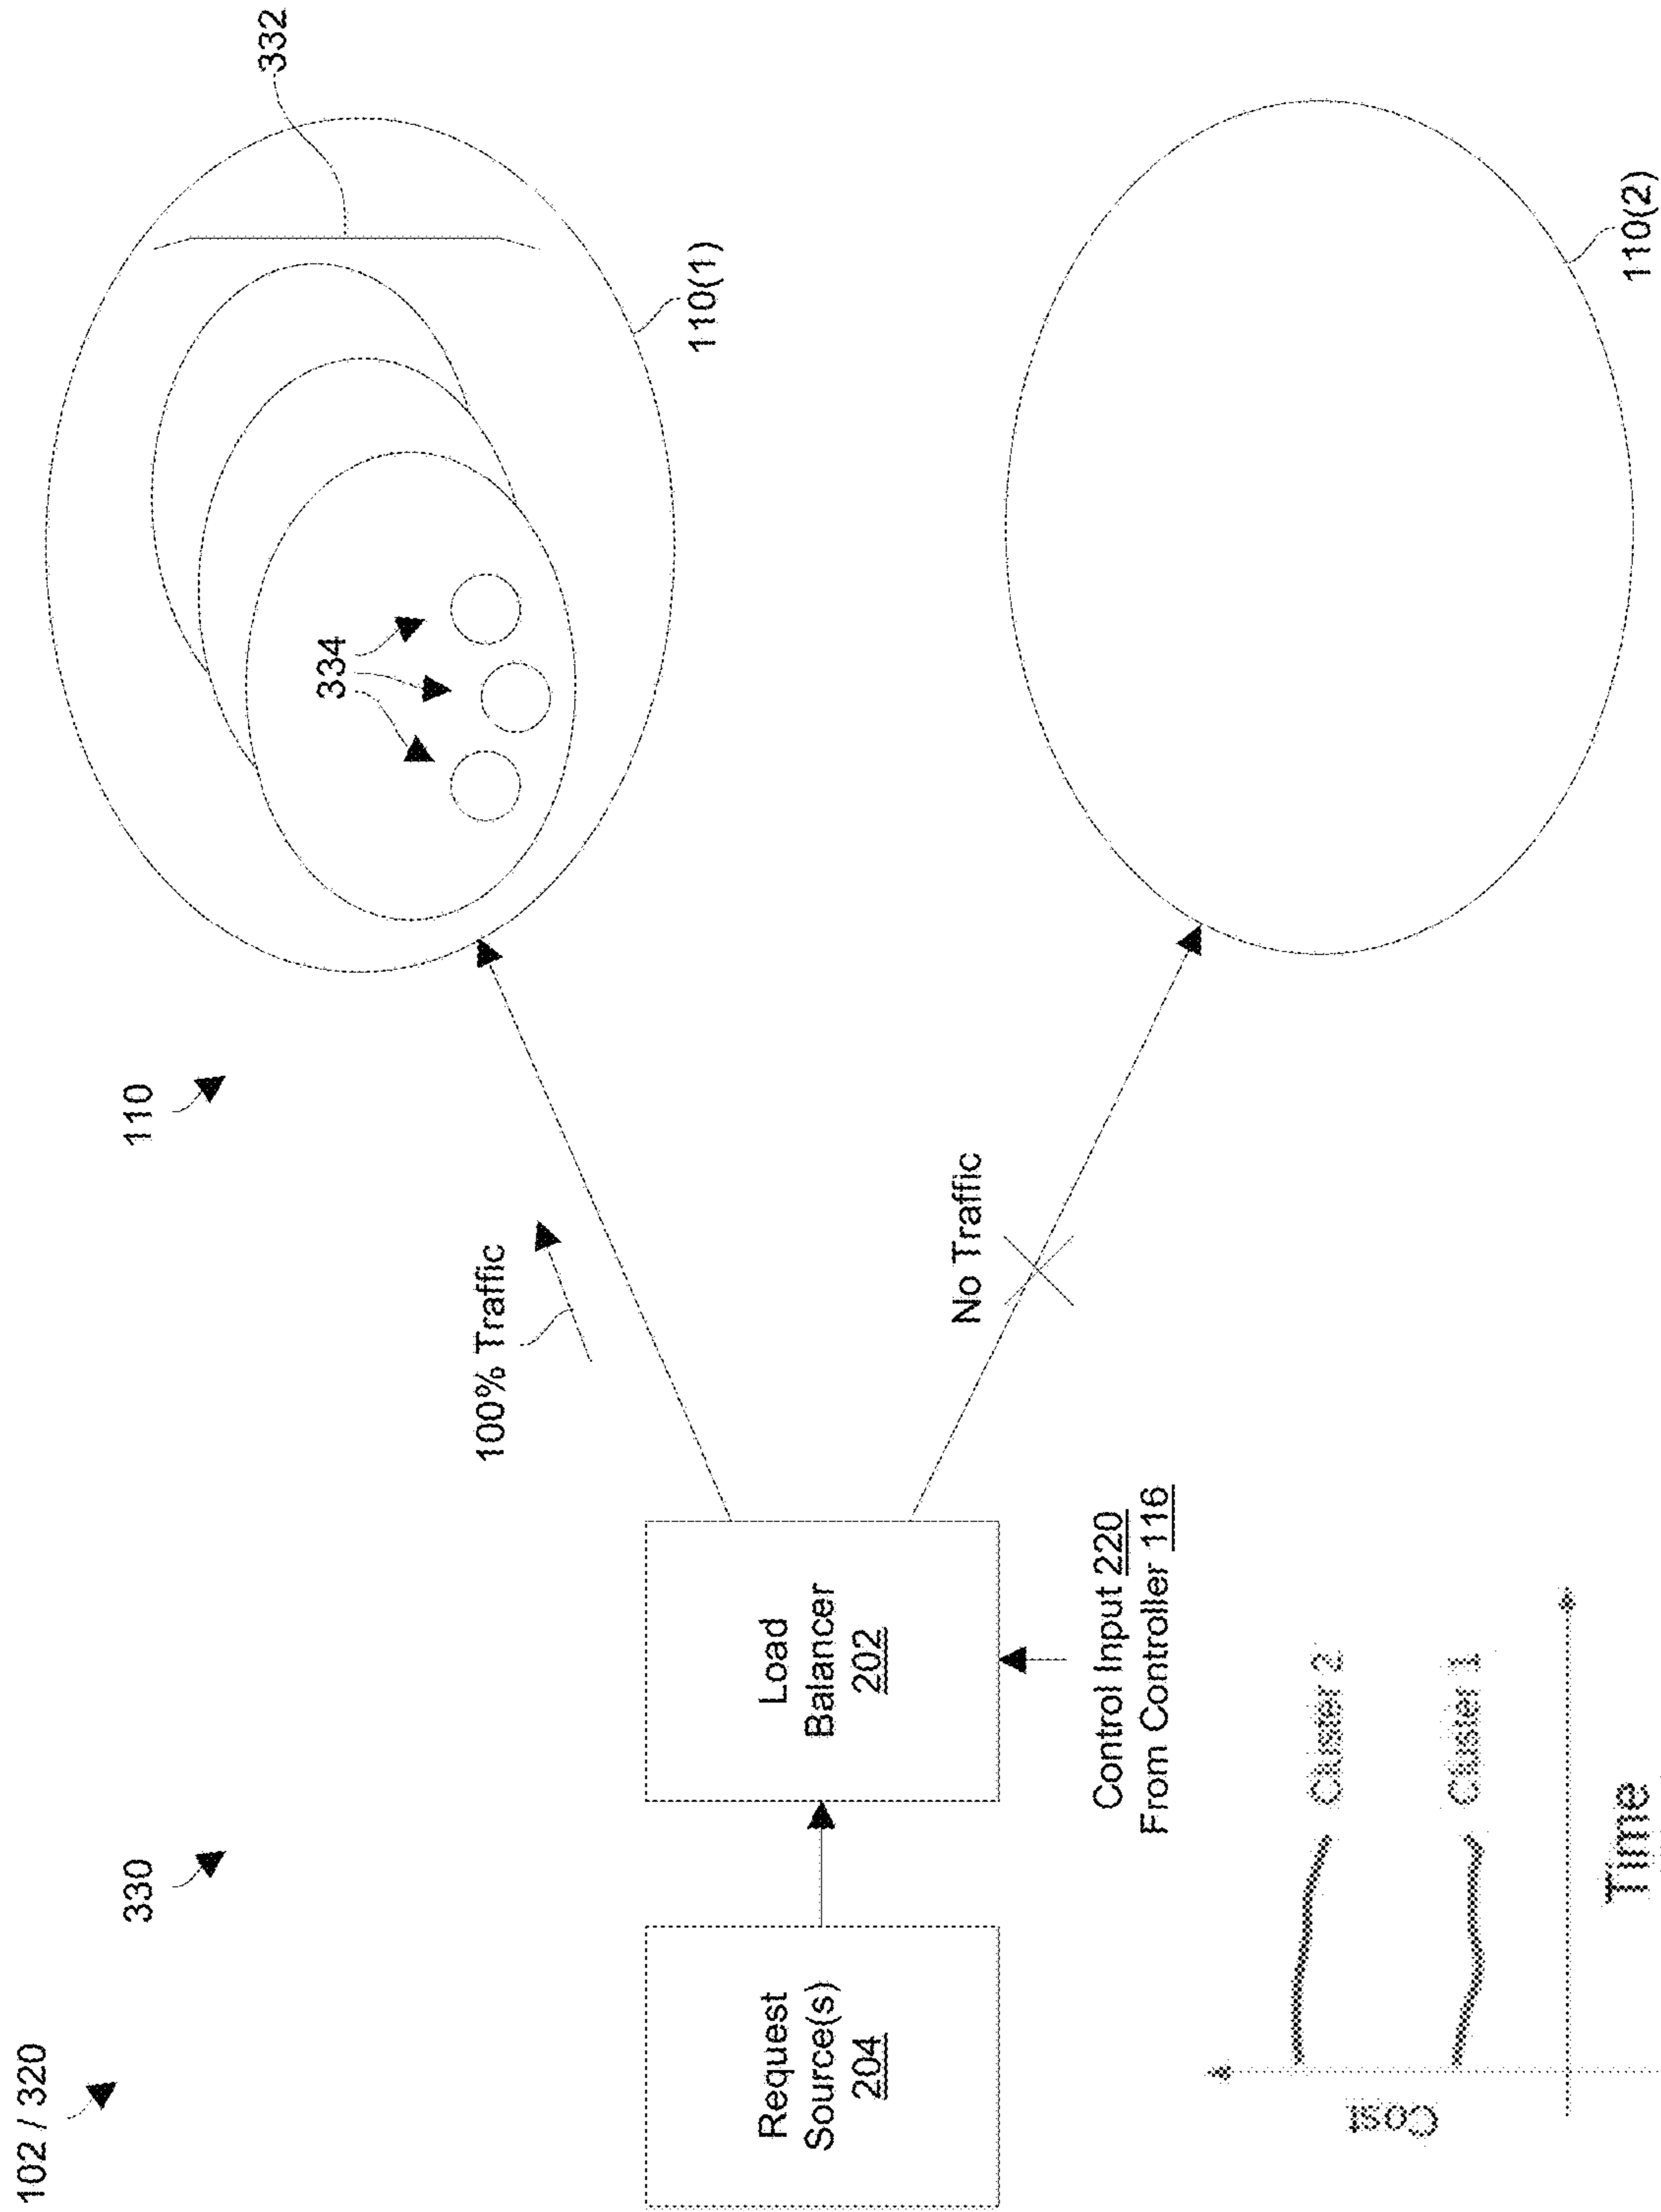 102 / 320
330
110
332
334
110(1)
100% Traffic
No Traffic
110(2)
Request
Source(s)
204
Load
Balancer
202
Control Input 220
From Controller 116
Cost
Cluster 2
Cluster 1
Time